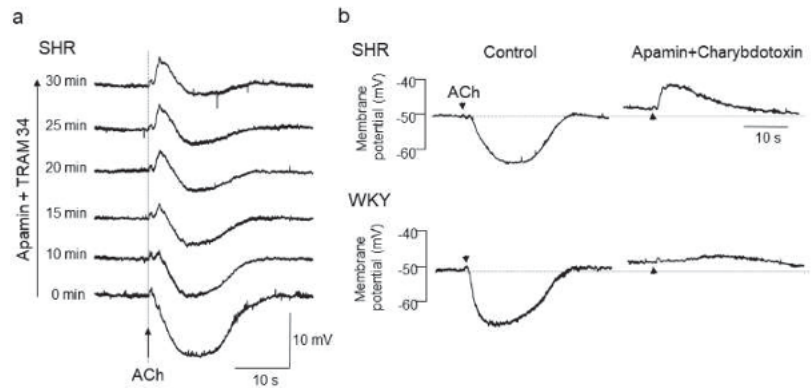 a
SHR
30 min
25 min
20 min
15 min
10 min
0 min
Apamin + TRAM 34
ACh
10 mV
10 s
b
SHR
Control
Apamin+Charybdotoxin
Membrane
potential (mV)
-40
-50
-60
ACh
10 s
WKY
Membrane
potential (mV)
-40
-50
-60